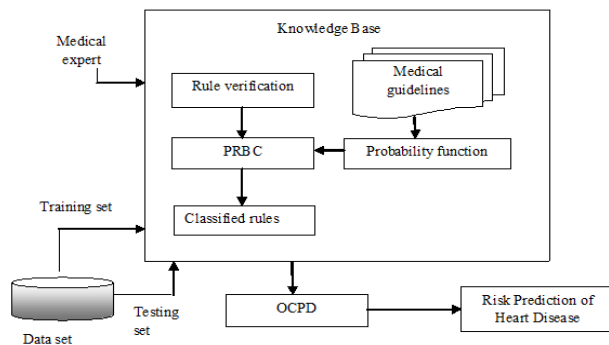 Knowledge Base
Medical
expert
Rule verification
Medical
guidelines
PRBC
Probability function
Training set
Classified rules
Testing
set
Data set
OCPD
Risk Prediction of
Heart Disease